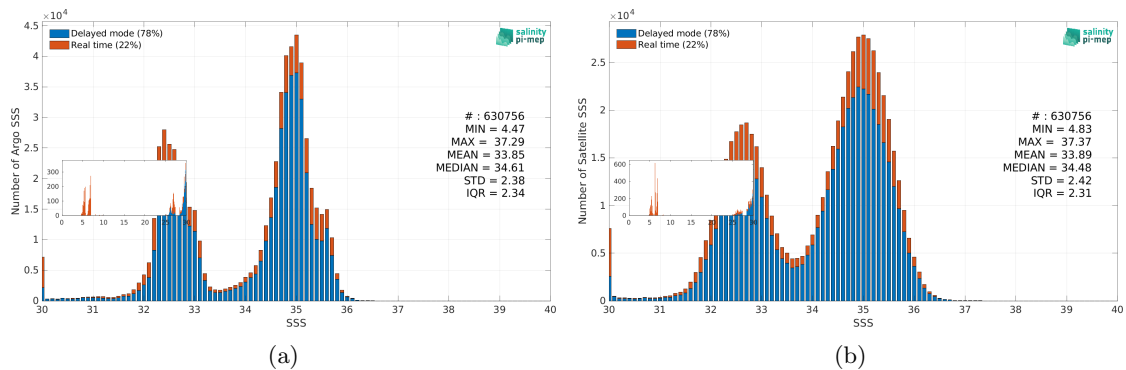 ×10⁴
4.5
4
3.5
3
2.5
2
1.5
1
0.5
0
Number of Argo SSS
Delayed mode (78%)
Real time (22%)
salinity
pi-mep
# : 630756
MIN = 4.47
MAX = 37.29
MEAN = 33.85
MEDIAN = 34.61
STD = 2.38
IQR = 2.34
300
200
100
0
0 5 10 15 20 25 30
30 31 32 33 34 35 36 37 38 39 40
SSS
(a)
×10⁴
2.5
2
1.5
1
0.5
0
Number of Satellite SSS
Delayed mode (78%)
Real time (22%)
salinity
pi-mep
# : 630756
MIN = 4.83
MAX = 37.37
MEAN = 33.89
MEDIAN = 34.48
STD = 2.42
IQR = 2.31
600
400
200
0
0 5 10 15 20 25 30
30 31 32 33 34 35 36 37 38 39 40
SSS
(b)